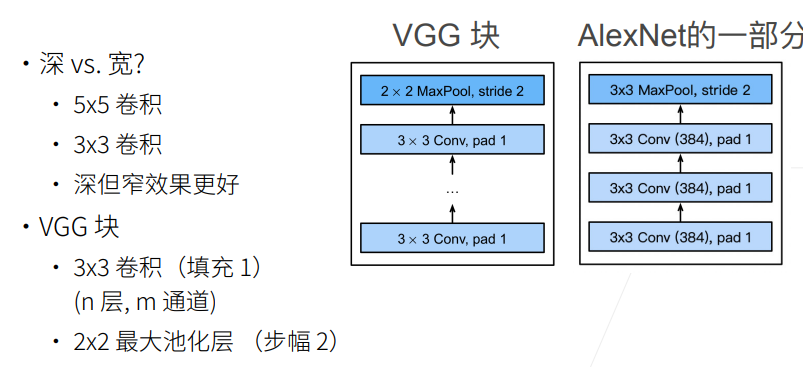 • 深 vs. 宽?
• 5x5 卷积
• 3x3 卷积
• 深但窄效果更好
• VGG 块
• 3x3 卷积（填充 1）
(n 层, m 通道)
• 2x2 最大池化层 （步幅 2）
VGG 块
2 × 2 MaxPool, stride 2
3 × 3 Conv, pad 1
...
3 × 3 Conv, pad 1
AlexNet的一部分
3x3 MaxPool, stride 2
3x3 Conv (384), pad 1
3x3 Conv (384), pad 1
3x3 Conv (384), pad 1